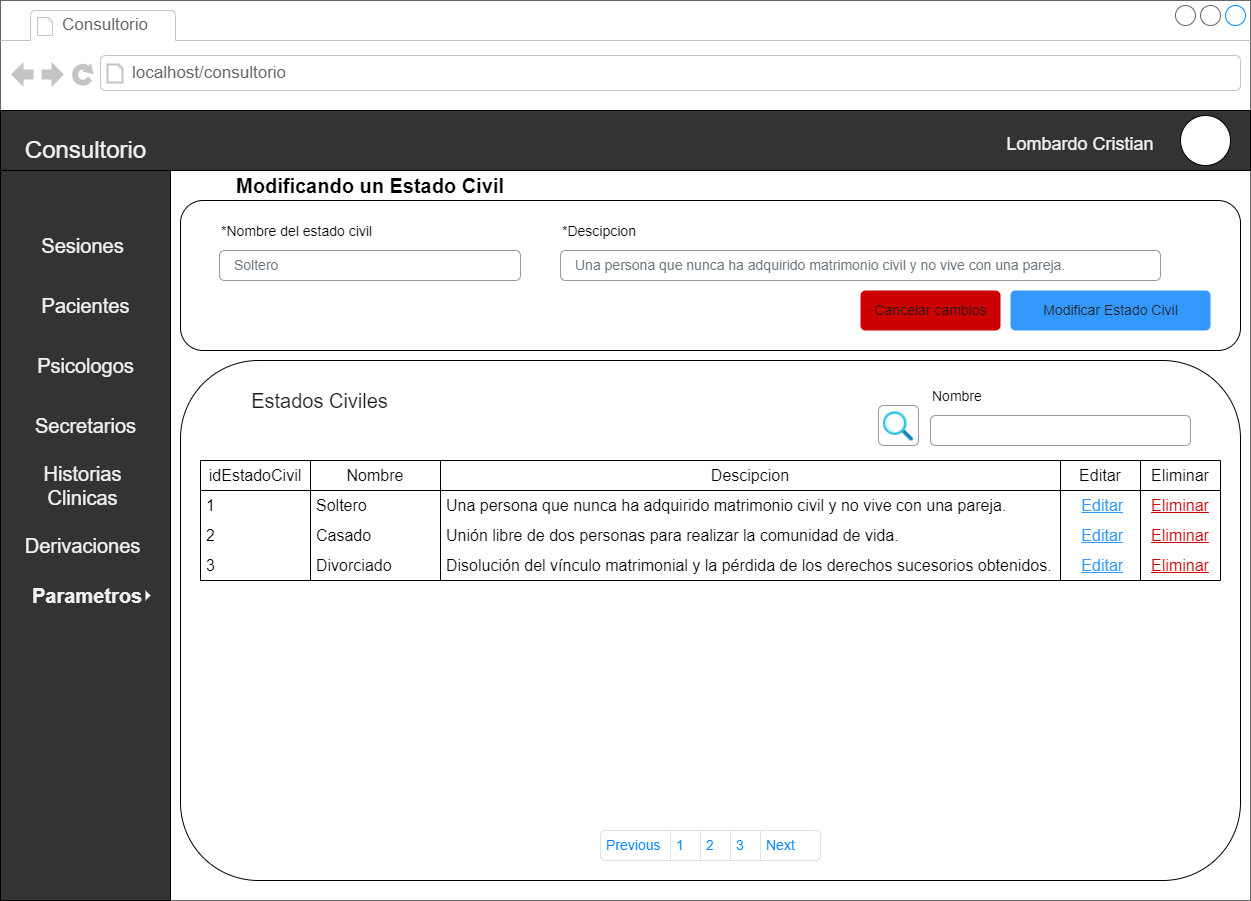 Consultorio
localhost/consultorio
Consultorio
Lombardo Cristian
Sesiones
Pacientes
Psicologos
Secretarios
Historias
Clinicas
Derivaciones
Parametros
Modificando un Estado Civil
*Nombre del estado civil
*Descipcion
Soltero
Una persona que nunca ha adquirido matrimonio civil y no vive con una pareja.
Cancelar cambios
Modificar Estado Civil
Estados Civiles
Nombre
idEstadoCivil Nombre Descipcion Editar Eliminar
1 Soltero Una persona que nunca ha adquirido matrimonio civil y no vive con una pareja. Editar Eliminar
2 Casado Unión libre de dos personas para realizar la comunidad de vida. Editar Eliminar
3 Divorciado Disolución del vínculo matrimonial y la pérdida de los derechos sucesorios obtenidos. Editar Eliminar
Previous 1 2 3 Next